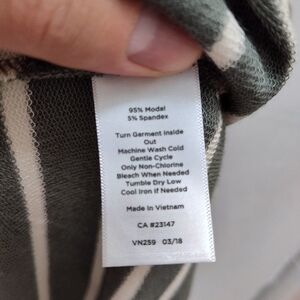 95% Modal
5% Spandex
Turn Garment Inside
Out
Machine Wash Cold
Gentle Cycle
Only Non-Chlorine
Bleach When Needed
Tumble Dry Low
Cool Iron if Needed
Made in Vietnam
CA #23147
VN259 03/18